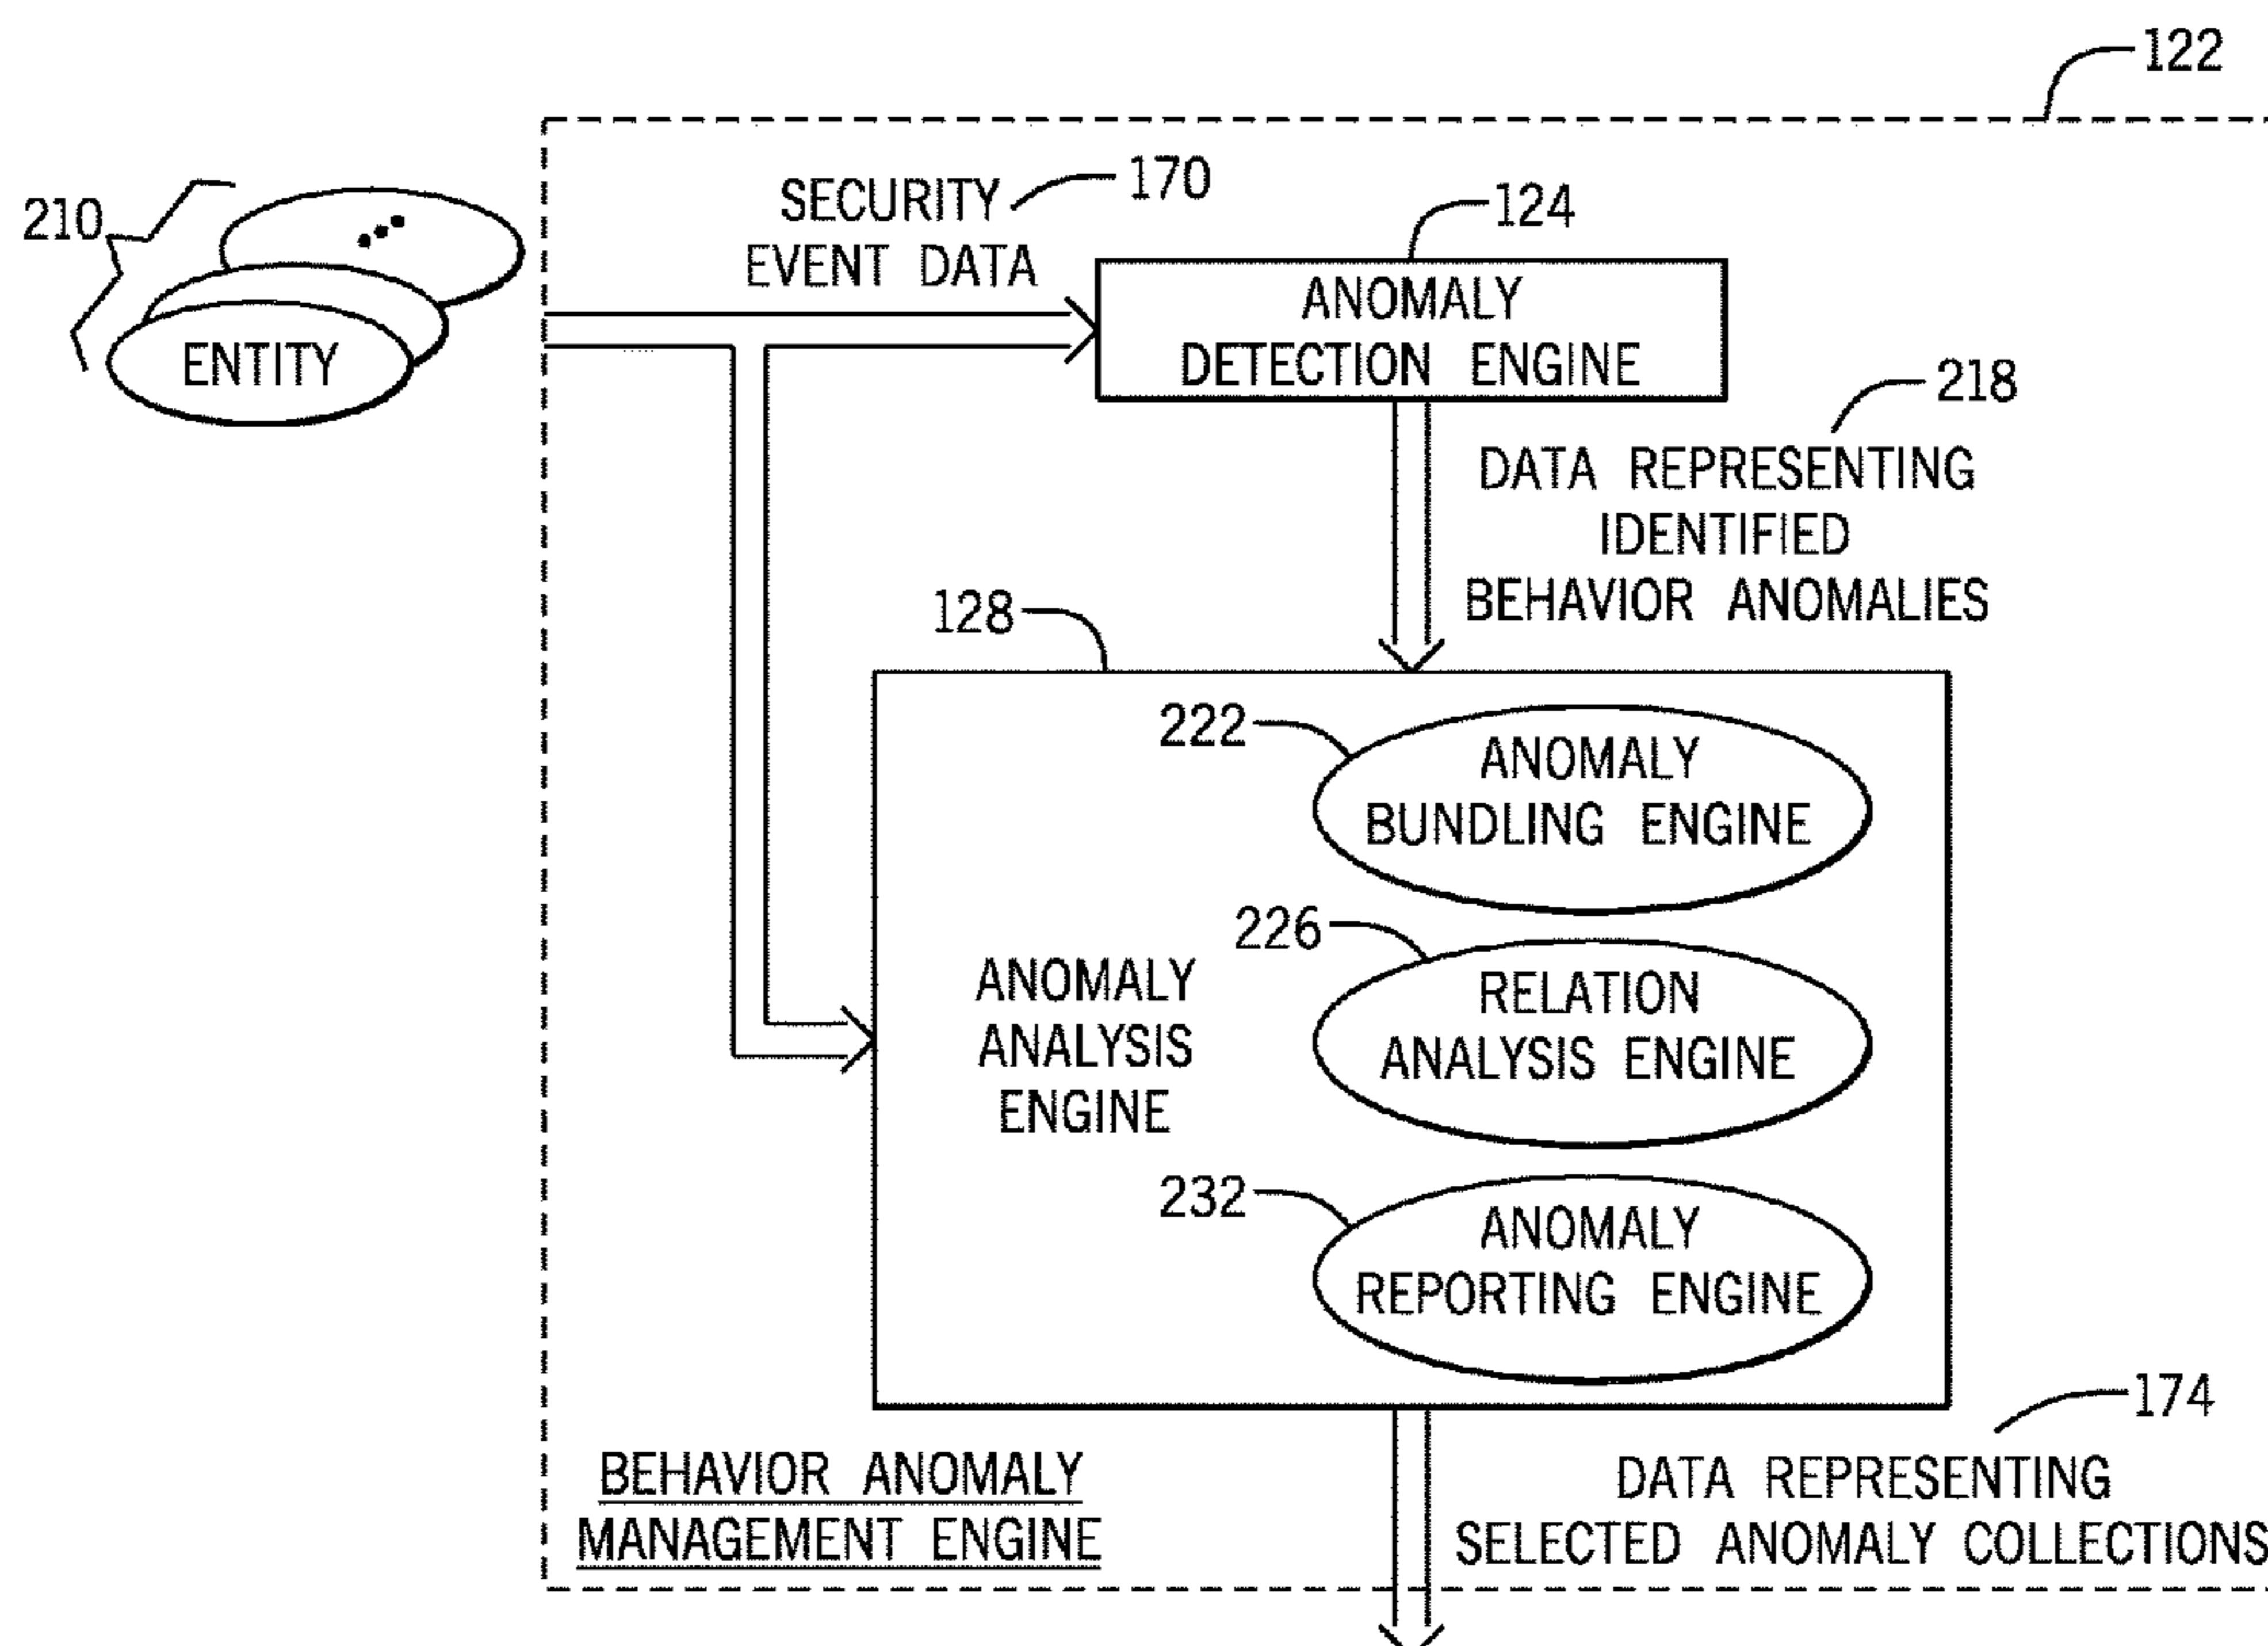 122
210
SECURITY
EVENT DATA
170
124
ENTITY
ANOMALY
DETECTION ENGINE
218
DATA REPRESENTING
IDENTIFIED
BEHAVIOR ANOMALIES
128
222
ANOMALY
BUNDLING ENGINE
226
RELATION
ANALYSIS ENGINE
ANOMALY
ANALYSIS
ENGINE
232
ANOMALY
REPORTING ENGINE
174
BEHAVIOR ANOMALY
MANAGEMENT ENGINE
DATA REPRESENTING
SELECTED ANOMALY COLLECTIONS